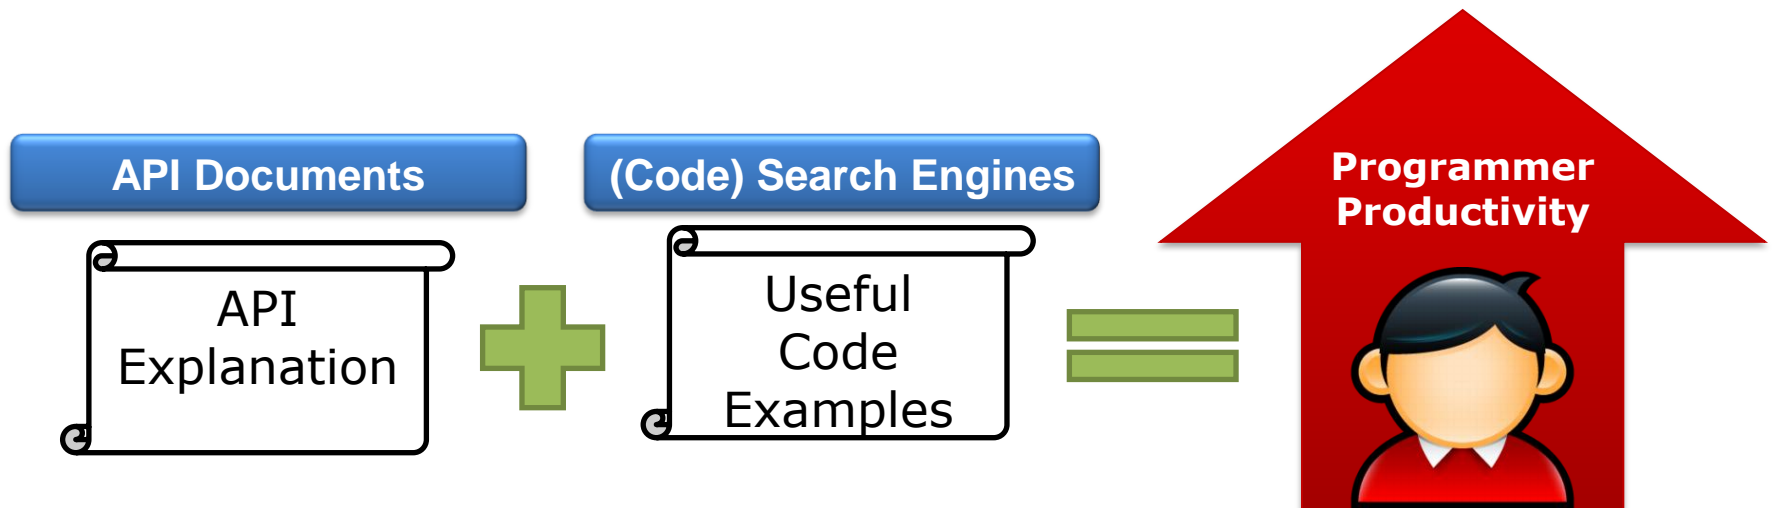 API Documents
API
Explanation
(Code) Search Engines
Useful
Code
Examples
Programmer
Productivity